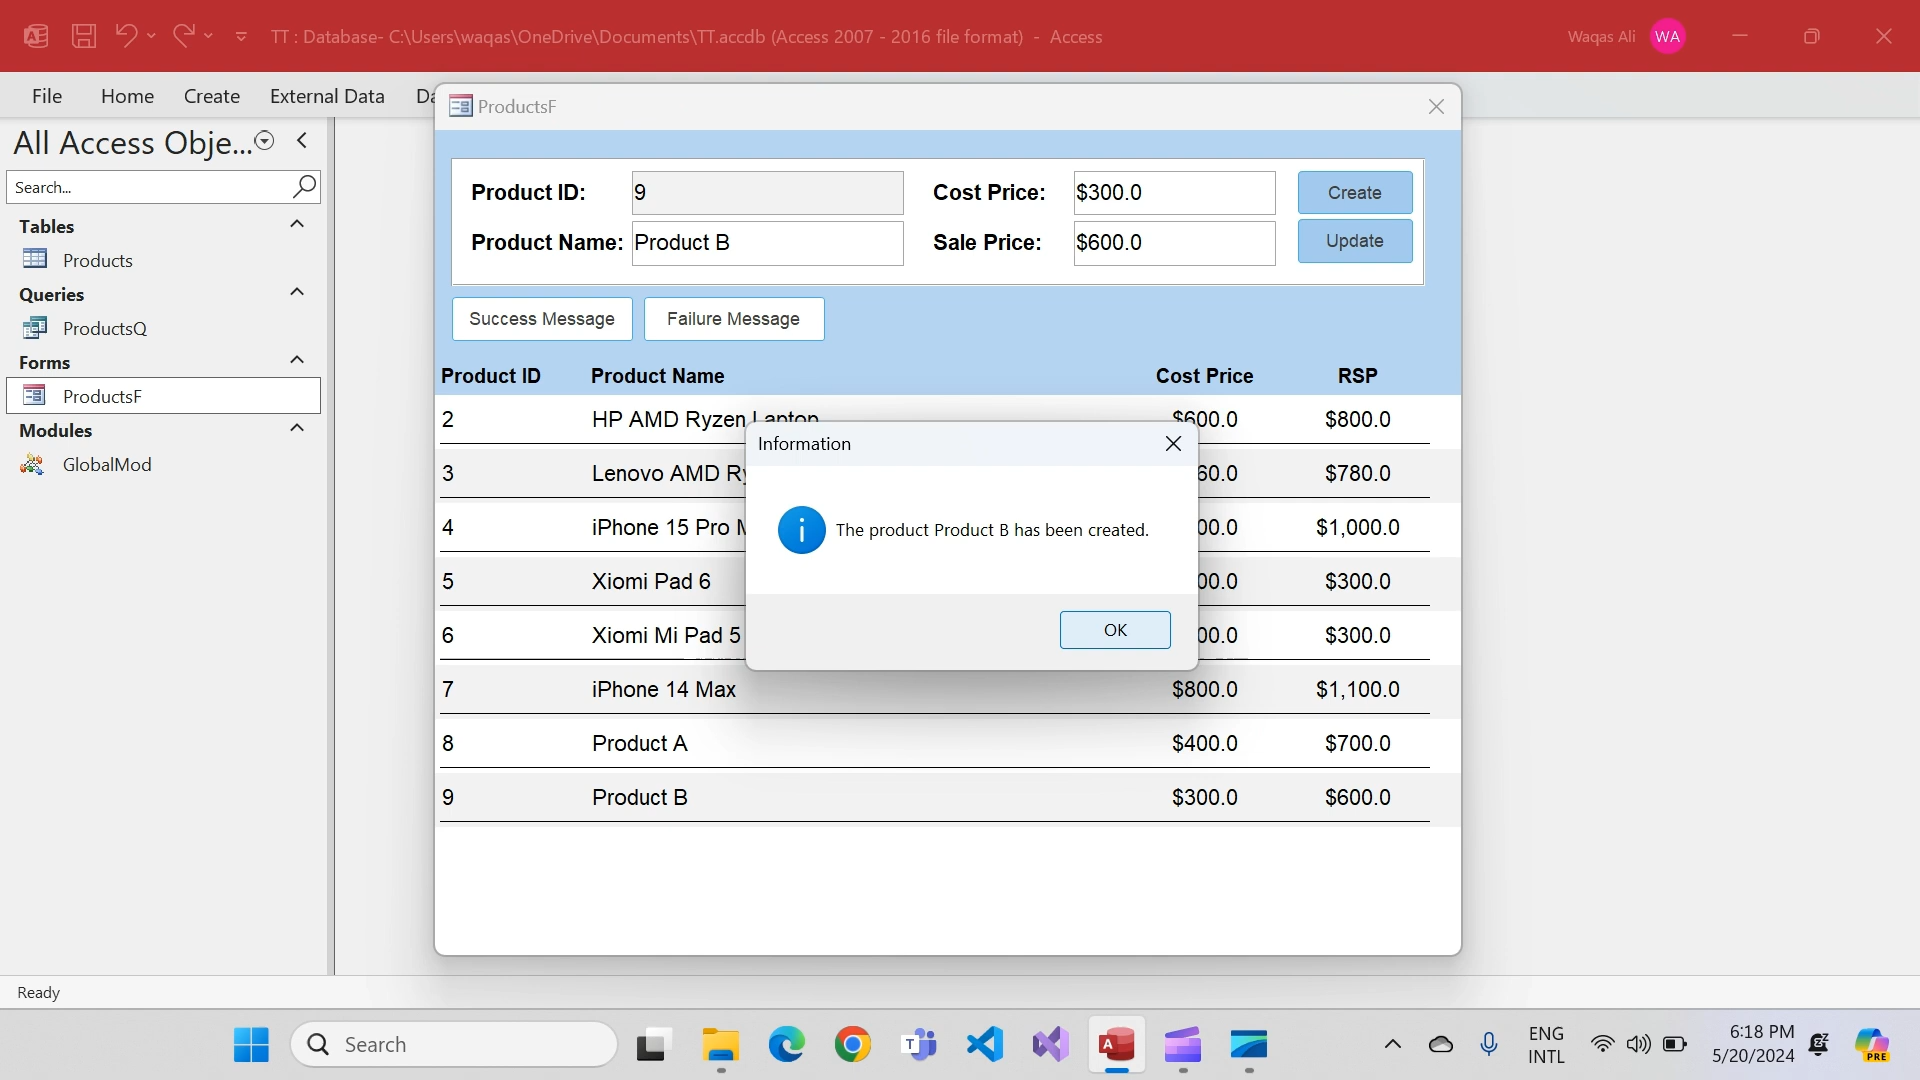 TT : Database- C:\Users\waqas\OneDrive\Documents\TT.accdb (Access 2007 - 2016 file format) - Access
Waqas Ali WA
File Home Create External Data
ProductsF
All Access Obje...
Search...
Tables
Products
Queries
ProductsQ
Forms
ProductsF
Modules
GlobalMod
Product ID: 9 Cost Price: $300.0 Create
Product Name: Product B Sale Price: $600.0 Update
Success Message Failure Message
Product ID Product Name Cost Price RSP
2 HP AMD Ryzen Laptop $600.0 $800.0
3 Lenovo AMD $780.0
4 iPhone 15 Pro $1,000.0
5 Xiomi Pad 6 $300.0
6 Xiomi Mi Pad 5 $300.0
7 iPhone 14 Max $800.0 $1,100.0
8 Product A $400.0 $700.0
9 Product B $300.0 $600.0
Information
The product Product B has been created.
OK
Ready
Search
ENG
INTL
6:18 PM
5/20/2024
PRE